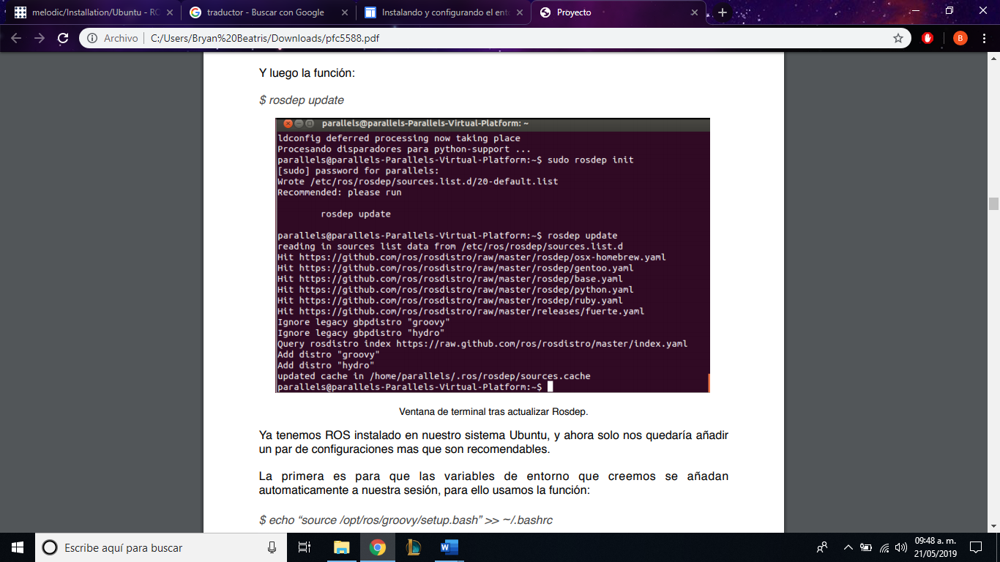 melodic/Installation/Ubuntu - RO
traductor - Buscar con Google
Instalando y configurando el ento
Proyecto
Archivo
C:/Users/Bryan%20Beatris/Downloads/pfc5588.pdf
B
Y luego la función:
$ rosdep update
parallels@parallels-Parallels-Virtual-Platform: ~
ldconfig deferred processing now taking place
Procesando disparadores para python-support ...
parallels@parallels-Parallels-Virtual-Platform:~$ sudo rosdep init
[sudo] password for parallels:
Wrote /etc/ros/rosdep/sources.list.d/20-default.list
Recommended: please run
rosdep update
parallels@parallels-Parallels-Virtual-Platform:~$ rosdep update
reading in sources list data from /etc/ros/rosdep/sources.list.d
Hit https://github.com/ros/rosdistro/raw/master/rosdep/osx-homebrew.yaml
Hit https://github.com/ros/rosdistro/raw/master/rosdep/gentoo.yaml
Hit https://github.com/ros/rosdistro/raw/master/rosdep/base.yaml
Hit https://github.com/ros/rosdistro/raw/master/rosdep/python.yaml
Hit https://github.com/ros/rosdistro/raw/master/rosdep/ruby.yaml
Hit https://github.com/ros/rosdistro/raw/master/releases/fuerte.yaml
Ignore legacy gbpdistro "groovy"
Ignore legacy gbpdistro "hydro"
Query rosdistro index https://raw.github.com/ros/rosdistro/master/index.yaml
Add distro "groovy"
Add distro "hydro"
updated cache in /home/parallels/.ros/rosdep/sources.cache
parallels@parallels-Parallels-Virtual-Platform:~$
Ventana de terminal tras actualizar Rosdep.
Ya tenemos ROS instalado en nuestro sistema Ubuntu, y ahora solo nos quedaría añadir
un par de configuraciones mas que son recomendables.
La primera es para que las variables de entorno que creemos se añadan
automaticamente a nuestra sesión, para ello usamos la función:
$ echo “source /opt/ros/groovy/setup.bash” >> ~/.bashrc
Escribe aquí para buscar
09:48 a. m.
21/05/2019